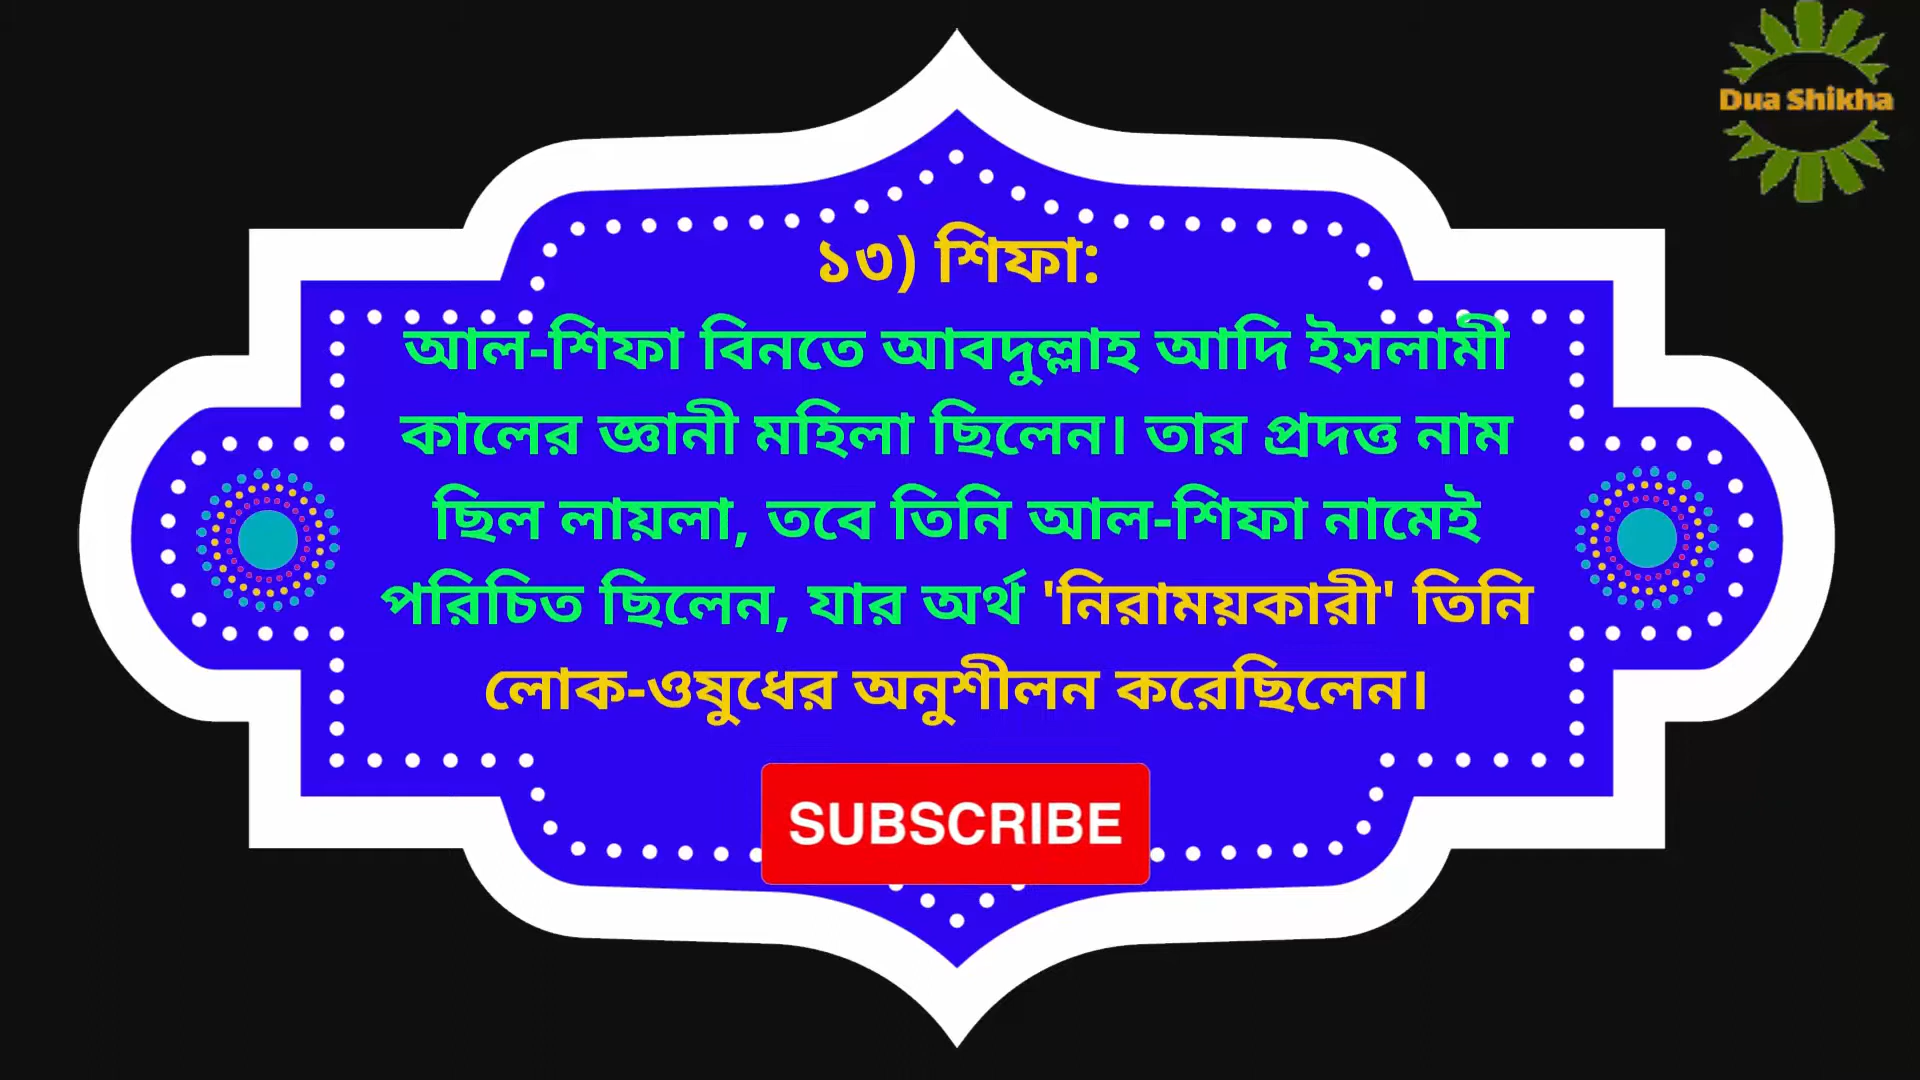 Dua Shikha
১৩) শিফা:
আল-শিফা বিনতে আবদুল্লাহ আদি ইসলামী
কালের জ্ঞানী মহিলা ছিলেন। তার প্রদত্ত নাম
ছিল লায়লা, তবে তিনি আল-শিফা নামেই
পরিচিত ছিলেন, যার অর্থ 'নিরাময়কারী' তিনি
লোক-ওষুধের অনুশীলন করেছিলেন।
SUBSCRIBE